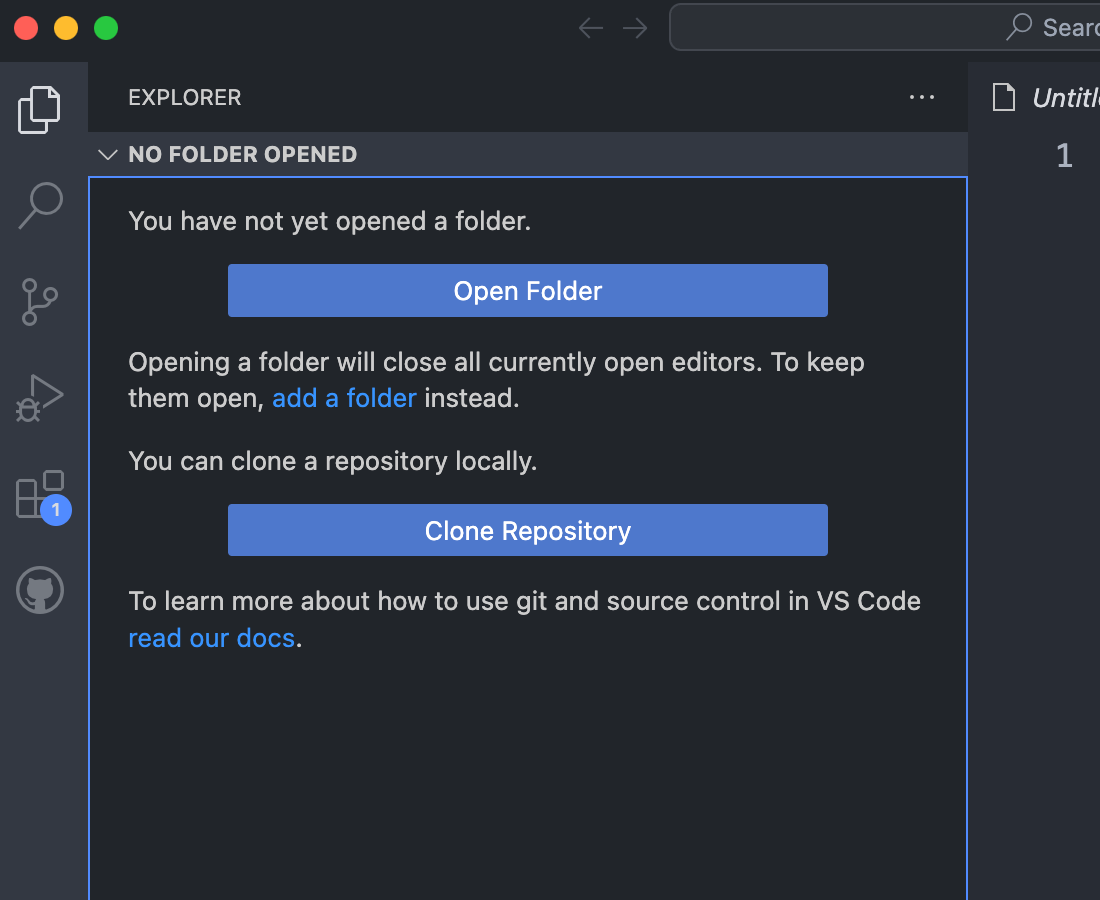 EXPLORER
NO FOLDER OPENED
You have not yet opened a folder.
Open Folder
Opening a folder will close all currently open editors. To keep
them open, add a folder instead.
You can clone a repository locally.
Clone Repository
To learn more about how to use git and source control in VS Code
read our docs.
1
1